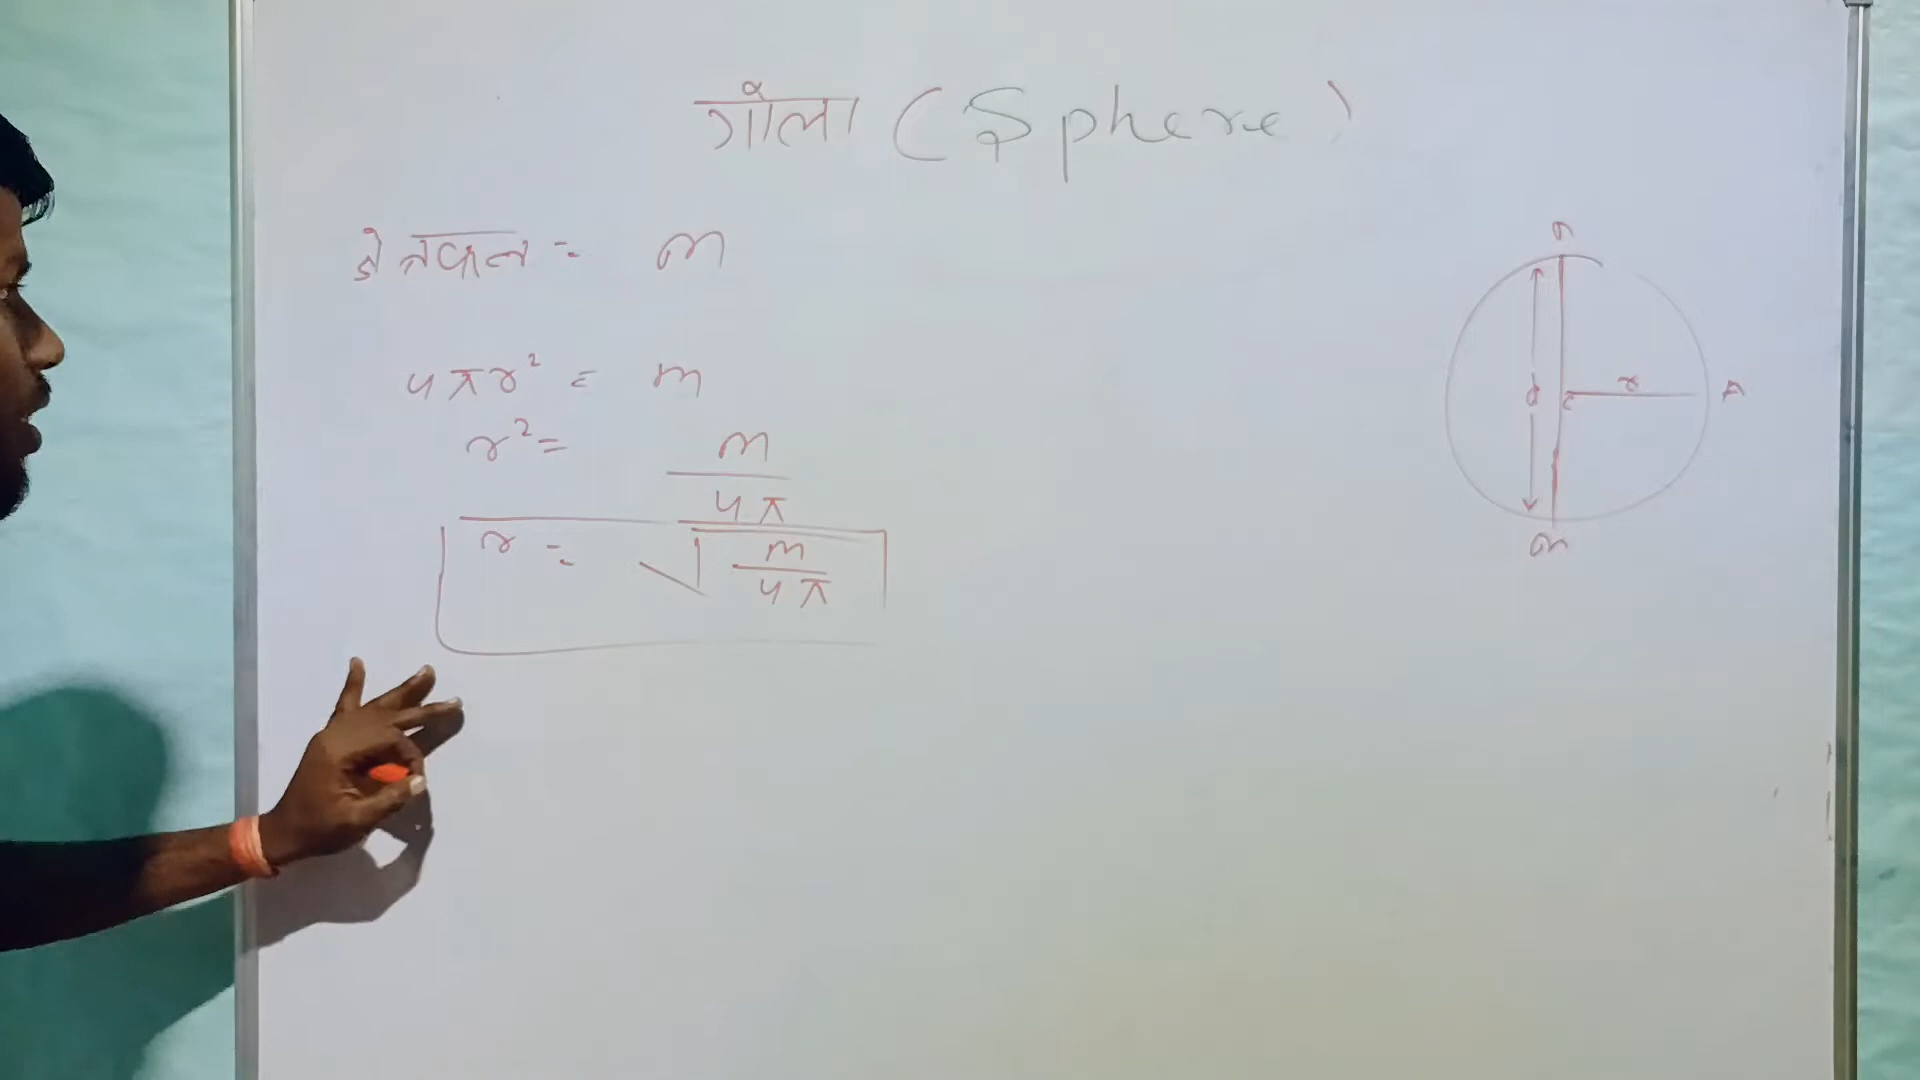 गोला (Sphere)
क्षेत्रफल = m
4πr² = m
r² = m/4π
r = √m/4π
d
c
r
A
m